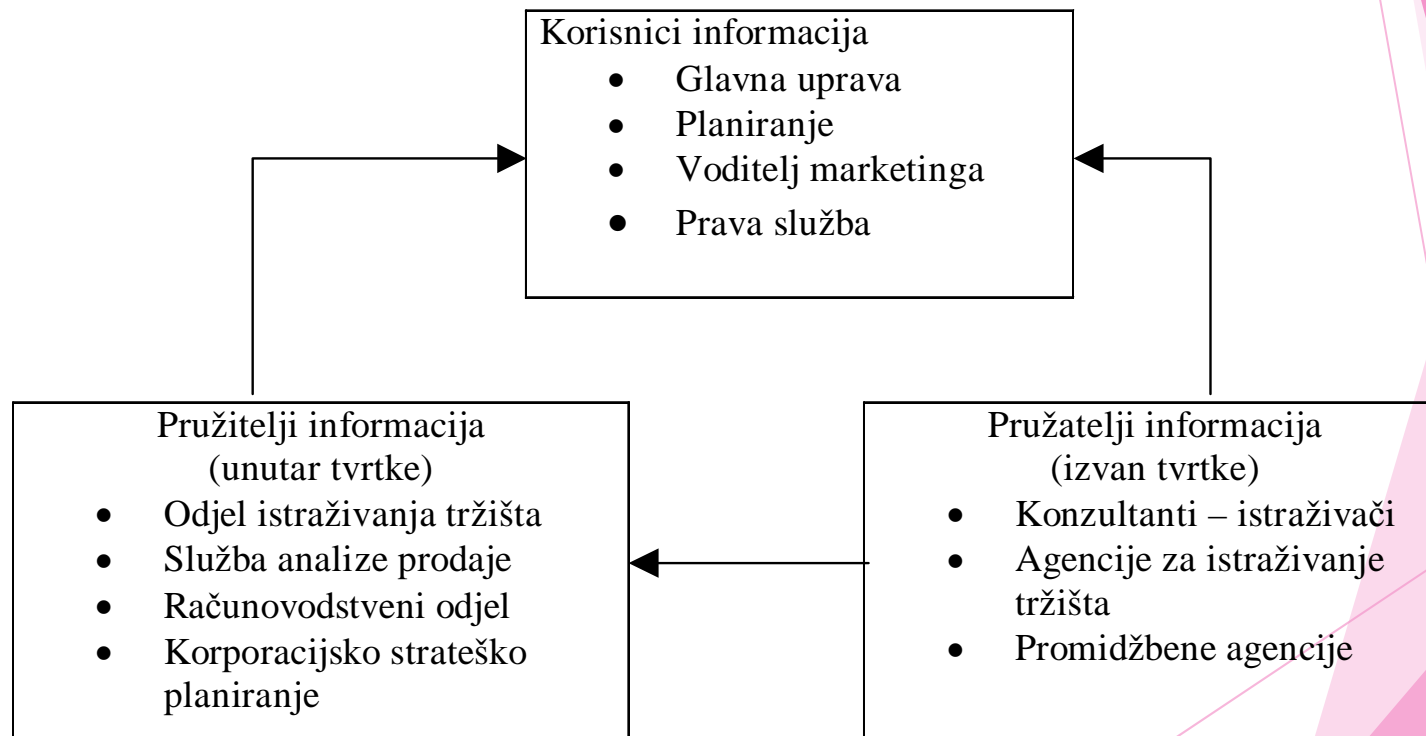 Korisnici informacija
• Glavna uprava
• Planiranje
• Voditelj marketinga
• Prava služba
Pružitelji informacija
(unutar tvrtke)
• Odjel istraživanja tržišta
• Služba analize prodaje
• Računovodstveni odjel
• Korporacijsko strateško
planiranje
Pružatelji informacija
(izvan tvrtke)
• Konzultanti – istraživači
• Agencije za istraživanje
tržišta
• Promidžbene agencije